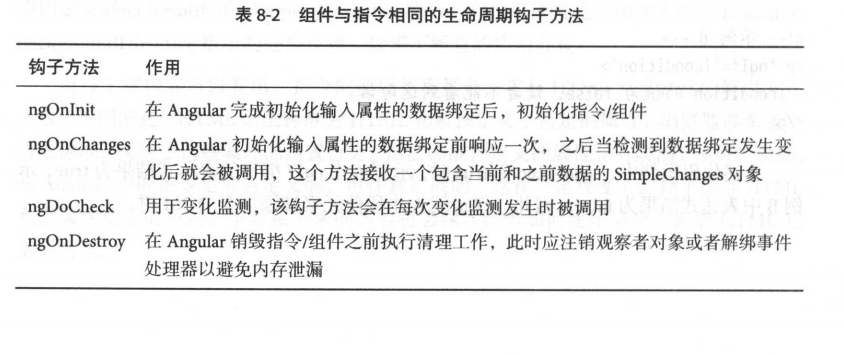 表 8-2 组件与指令相同的生命周期钩子方法
钩子方法 作用
ngOnInit 在 Angular 完成初始化输入属性的数据绑定后，初始化指令/组件
ngOnChanges 在 Angular 初始化输入属性的数据绑定前响应一次，之后当检测到数据绑定发生变
化后就会被调用，这个方法接收一个包含当前和之前数据的 SimpleChanges 对象
ngDoCheck 用于变化监测，该钩子方法会在每次变化监测发生时被调用
ngOnDestroy 在 Angular 销毁指令/组件之前执行清理工作，此时应注销观察者对象或者解绑事件
处理器以避免内存泄漏